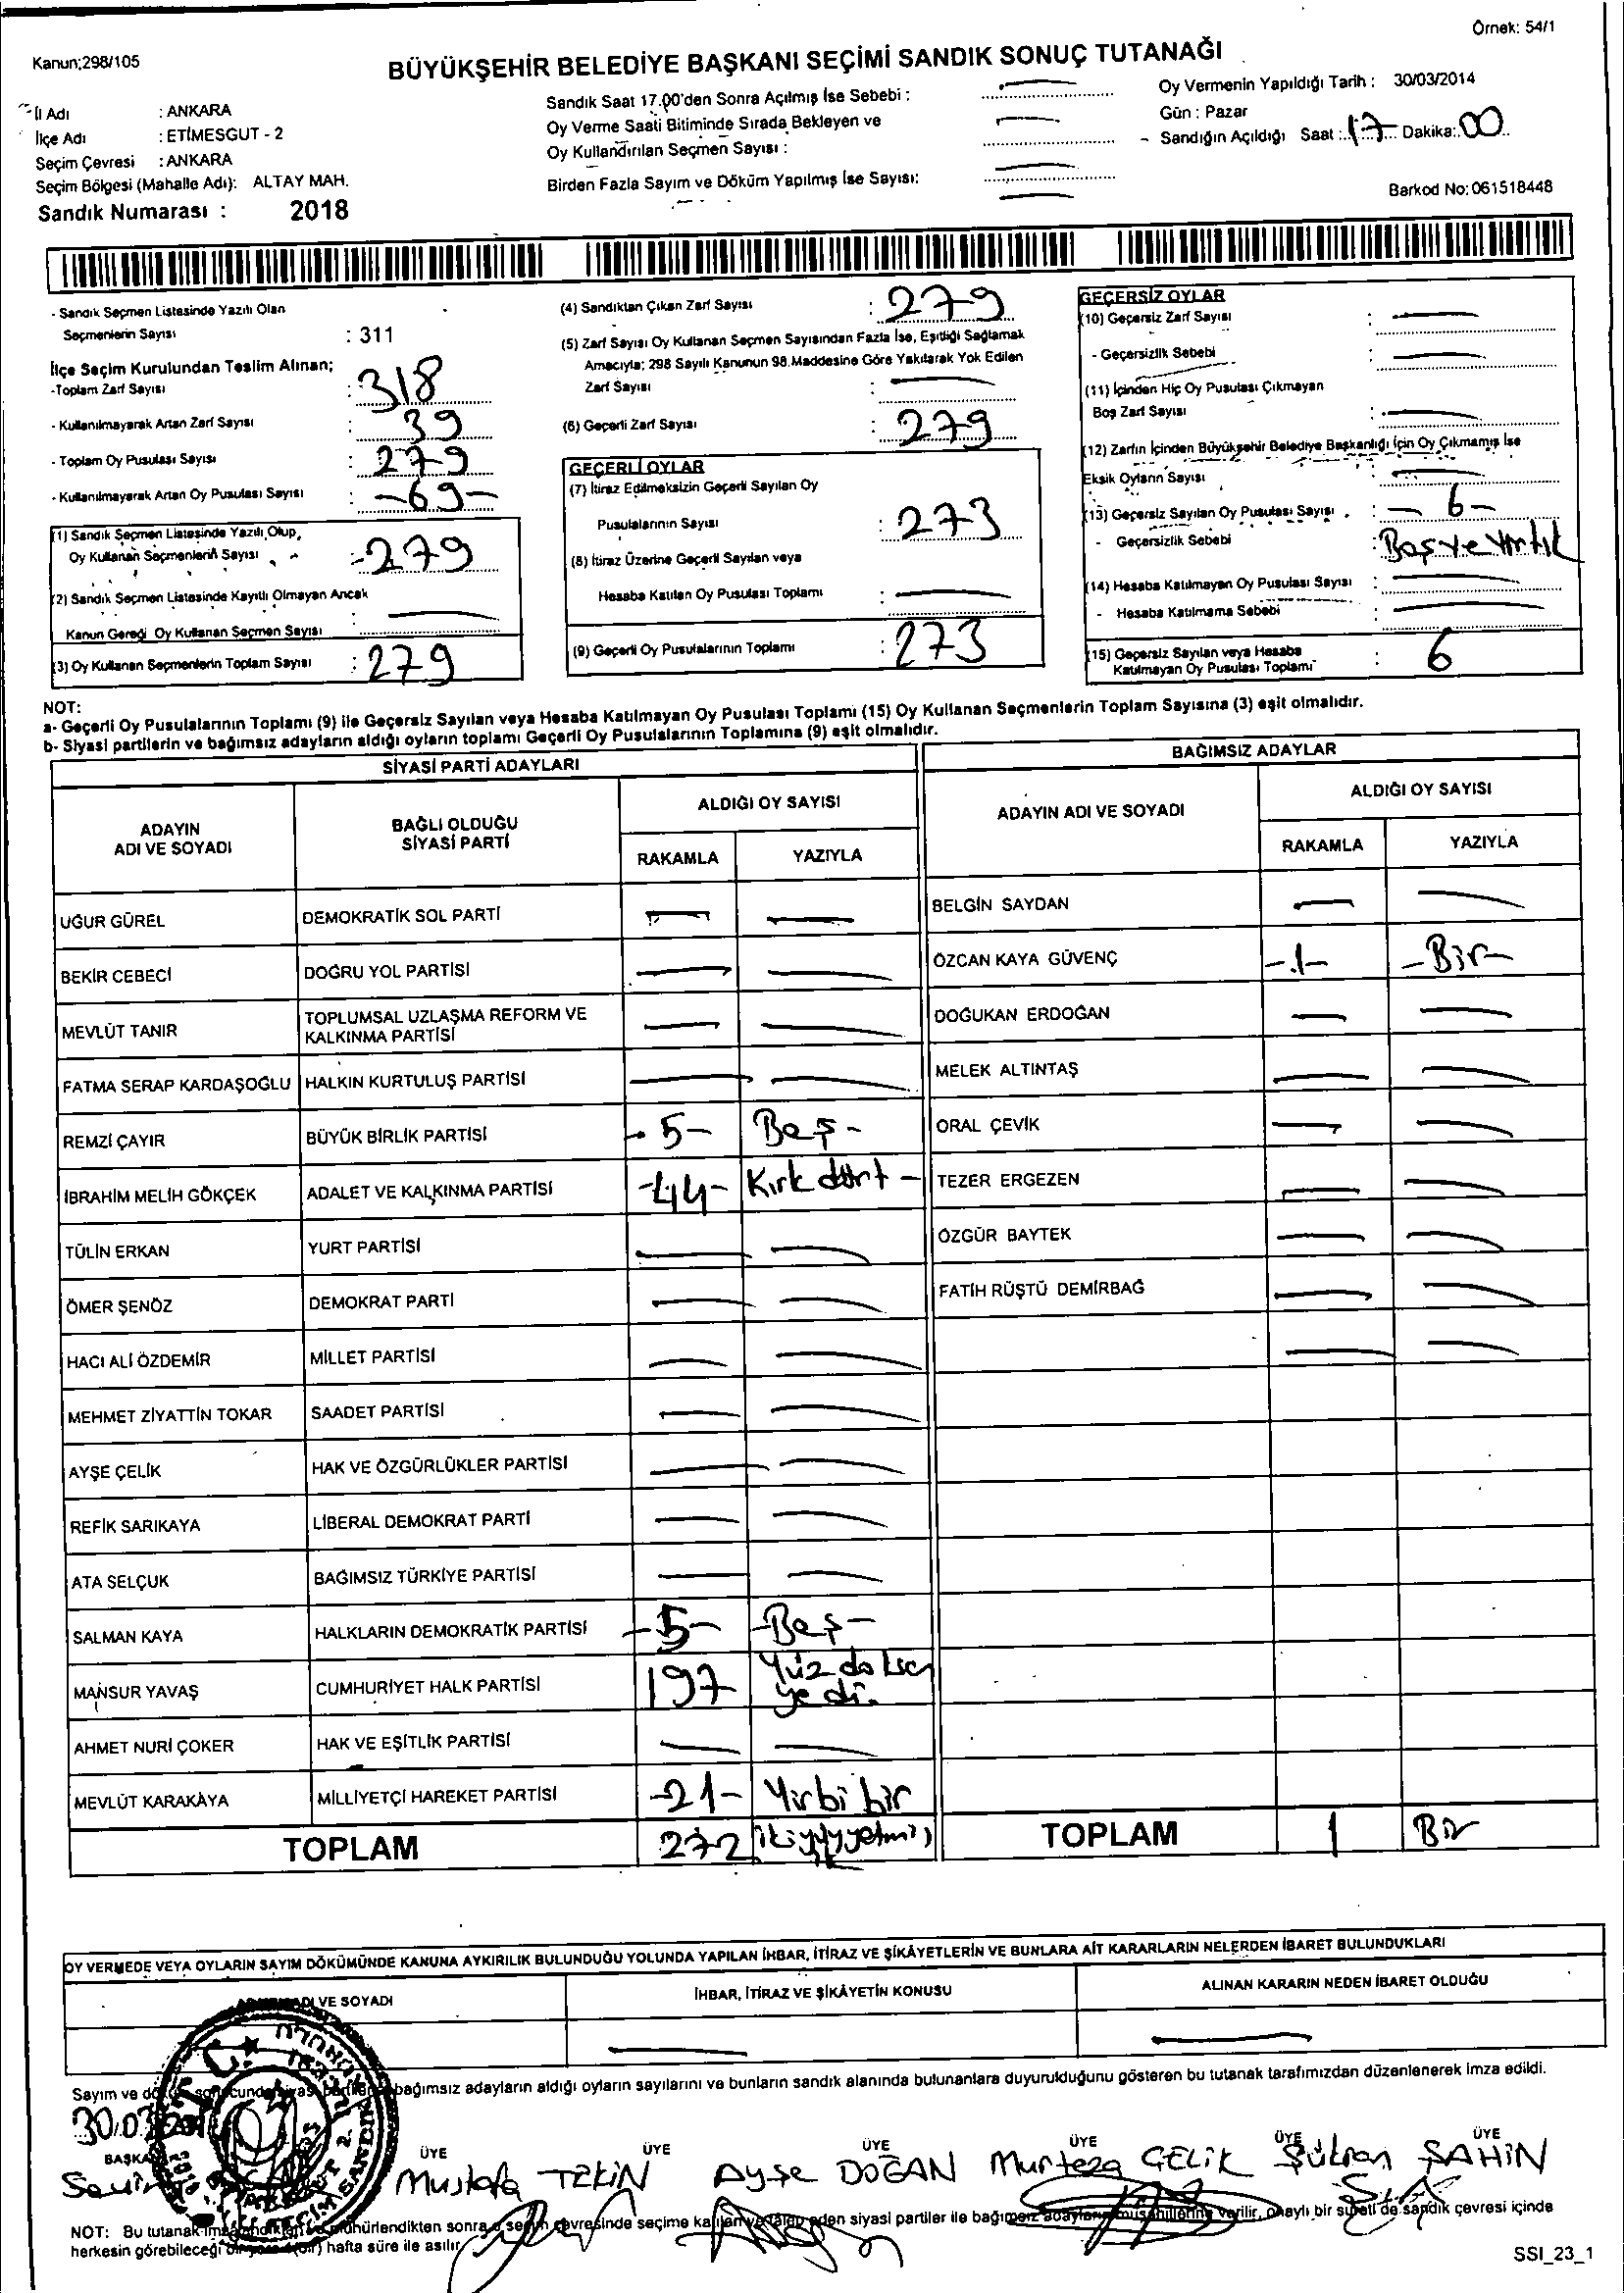 Örnek: 54/1
Kanun;298/105
BÜYÜKŞEHİR BELEDİYE BAŞKANI SEÇİMİ SANDIK SONUÇ TUTANAĞI
İl Adı : ANKARA
İlçe Adı : ETİMESGUT - 2
Seçim Çevresi : ANKARA
Seçim Bölgesi (Mahalle Adı): ALTAY MAH.
Sandık Numarası : 2018
Sandık Saat 17.00'den Sonra Açılmış İse Sebebi :
Oy Verme Saati Bitiminde Sırada Bekleyen ve
Oy Kullandırılan Seçmen Sayısı :
Birden Fazla Sayım ve Döküm Yapılmış İse Sayısı:
Oy Vermenin Yapıldığı Tarih : 30/03/2014
Gün : Pazar
Sandığın Açıldığı Saat : 17 Dakika: 00
Barkod No: 061518448
- Sandık Seçmen Listesinde Yazılı Olan
Seçmenlerin Sayısı : 311
İlçe Seçim Kurulundan Teslim Alınan;
-Toplam Zarf Sayısı : 318
- Kullanılmayarak Artan Zarf Sayısı : 39
- Toplam Oy Pusulası Sayısı : 279
- Kullanılmayarak Artan Oy Pusulası Sayısı : -69-
(1) Sandık Seçmen Listesinde Yazılı Olup,
Oy Kullanan Seçmenlerin Sayısı : 279
(2) Sandık Seçmen Listesinde Kayıtlı Olmayan Ancak
Kanun Gereği Oy Kullanan Seçmen Sayısı :
(3) Oy Kullanan Seçmenlerin Toplam Sayısı : 279
(4) Sandıktan Çıkan Zarf Sayısı : 279
(5) Zarf Sayısı Oy Kullanan Seçmen Sayısından Fazla İse, Eşitliği Sağlamak
Amacıyla; 298 Sayılı Kanunun 98.Maddesine Göre Yakılarak Yok Edilen
Zarf Sayısı :
(6) Geçerli Zarf Sayısı : 279
GEÇERLİ OYLAR
(7) İtiraz Edilmeksizin Geçerli Sayılan Oy
Pusulalarının Sayısı : 273
(8) İtiraz Üzerine Geçerli Sayılan veya
Hesaba Katılan Oy Pusulası Toplamı :
(9) Geçerli Oy Pusulalarının Toplamı : 273
GEÇERSİZ OYLAR
(10) Geçersiz Zarf Sayısı :
- Geçersizlik Sebebi :
(11) İçinden Hiç Oy Pusulası Çıkmayan
Boş Zarf Sayısı :
(12) Zarfın İçinden Büyükşehir Belediye Başkanlığı İçin Oy Çıkmamış İse
Eksik Oyların Sayısı :
(13) Geçersiz Sayılan Oy Pusulası Sayısı : - 6 -
- Geçersizlik Sebebi : Boş ve Yırtık
(14) Hesaba Katılmayan Oy Pusulası Sayısı :
- Hesaba Katılmama Sebebi :
(15) Geçersiz Sayılan veya Hesaba
Katılmayan Oy Pusulası Toplamı : 6
NOT:
a- Geçerli Oy Pusulalarının Toplamı (9) ile Geçersiz Sayılan veya Hesaba Katılmayan Oy Pusulası Toplamı (15) Oy Kullanan Seçmenlerin Toplam Sayısına (3) eşit olmalıdır.
b- Siyasi partilerin ve bağımsız adayların aldığı oyların toplamı Geçerli Oy Pusulalarının Toplamına (9) eşit olmalıdır.
SİYASİ PARTİ ADAYLARI
ADAYIN ADI VE SOYADI
BAĞLI OLDUĞU SİYASİ PARTİ
ALDIĞI OY SAYISI
RAKAMLA YAZIYLA
UĞUR GÜREL DEMOKRATİK SOL PARTİ
BEKİR CEBECİ DOĞRU YOL PARTİSİ
MEVLÜT TANIR TOPLUMSAL UZLAŞMA REFORM VE KALKINMA PARTİSİ
FATMA SERAP KARDAŞOĞLU HALKIN KURTULUŞ PARTİSİ
REMZİ ÇAYIR BÜYÜK BİRLİK PARTİSİ - 5 - Beş -
İBRAHİM MELİH GÖKÇEK ADALET VE KALKINMA PARTİSİ -44- Kırk dört -
TÜLİN ERKAN YURT PARTİSİ
ÖMER ŞENÖZ DEMOKRAT PARTİ
HACI ALİ ÖZDEMİR MİLLET PARTİSİ
MEHMET ZİYATTİN TOKAR SAADET PARTİSİ
AYŞE ÇELİK HAK VE ÖZGÜRLÜKLER PARTİSİ
REFİK SARIKAYA LİBERAL DEMOKRAT PARTİ
ATA SELÇUK BAĞIMSIZ TÜRKİYE PARTİSİ
SALMAN KAYA HALKLARIN DEMOKRATİK PARTİSİ -5- -Beş-
MANSUR YAVAŞ CUMHURİYET HALK PARTİSİ 197 Yüz doksan yedi.
AHMET NURİ ÇOKER HAK VE EŞİTLİK PARTİSİ
MEVLÜT KARAKAYA MİLLİYETÇİ HAREKET PARTİSİ -21- Yirbi bir
TOPLAM 272
BAĞIMSIZ ADAYLAR
ADAYIN ADI VE SOYADI
ALDIĞI OY SAYISI
RAKAMLA YAZIYLA
BELGİN SAYDAN
ÖZCAN KAYA GÜVENÇ -1- -Bir-
DOĞUKAN ERDOĞAN
MELEK ALTINTAŞ
ORAL ÇEVİK
TEZER ERGEZEN
ÖZGÜR BAYTEK
FATİH RÜŞTÜ DEMİRBAĞ
TOPLAM 1 Bir
OY VERMEDE VEYA OYLARIN SAYIM DÖKÜMÜNDE KANUNA AYKIRILIK BULUNDUĞU YOLUNDA YAPILAN İHBAR, İTİRAZ VE ŞİKÂYETLERİN VE BUNLARA AİT KARARLARIN NELERDEN İBARET BULUNDUKLARI
VE SOYADI
İHBAR, İTİRAZ VE ŞİKÂYETİN KONUSU
ALINAN KARARIN NEDEN İBARET OLDUĞU
Sayım ve bağımsız adayların aldığı oyların sayılarını ve bunların sandık alanında bulunanlara duyurulduğunu gösteren bu tutanak tarafımızdan düzenlenerek imza edildi.
BAŞKAN ÜYE ÜYE ÜYE ÜYE ÜYE ÜYE
Mustafa TEKİN Ayşe DOĞAN Murteza ÇELİK Şükran ŞAHİN
NOT: Bu tutanak mühürlendikten sonra seçim çevresinde seçime katılan eden siyasi partiler ile bağımsız adayların müşahitlerine verilir, onaylı bir sureti de sandık çevresi içinde
herkesin görebileceği hafta süre ile asılır.
SSI_23_1